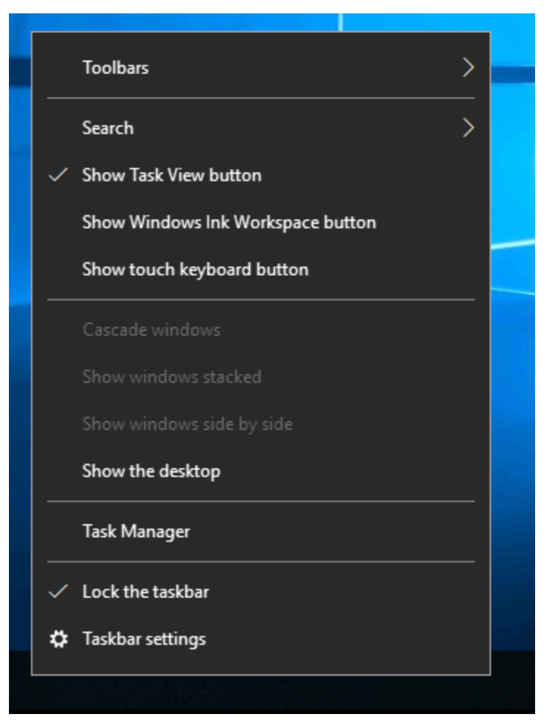 Toolbars
Search
Show Task View button
Show Windows Ink Workspace button
Show touch keyboard button
Cascade windows
Show windows stacked
Show windows side by side
Show the desktop
Task Manager
Lock the taskbar
Taskbar settings